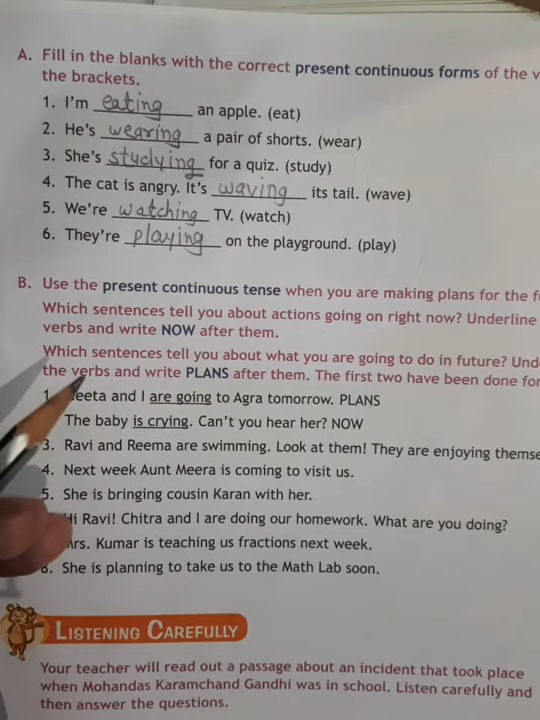 A. Fill in the blanks with the correct present continuous forms of the
the brackets.
1. I'm eating an apple. (eat)
2. He's wearing a pair of shorts. (wear)
3. She's studying for a quiz. (study)
4. The cat is angry. It's waving its tail. (wave)
5. We're watching TV. (watch)
6. They're playing on the playground. (play)
B. Use the present continuous tense when you are making plans for the
Which sentences tell you about actions going on right now? Underline
verbs and write NOW after them.
Which sentences tell you about what you are going to do in future?
the verbs and write PLANS after them. The first two have been done for
1. and I are going to Agra tomorrow. PLANS
The baby is crying. Can't you hear her? NOW
3. Ravi and Reema are swimming. Look at them! They are enjoying
4. Next week Aunt Meera is coming to visit us.
5. She is bringing cousin Karan with her.
Hi Ravi! Chitra and I are doing our homework. What are you doing?
Mrs. Kumar is teaching us fractions next week.
8. She is planning to take us to the Math Lab soon.
LISTENING CAREFULLY
Your teacher will read out a passage about an incident that took place
when Mohandas Karamchand Gandhi was in school. Listen carefully and
then answer the questions.